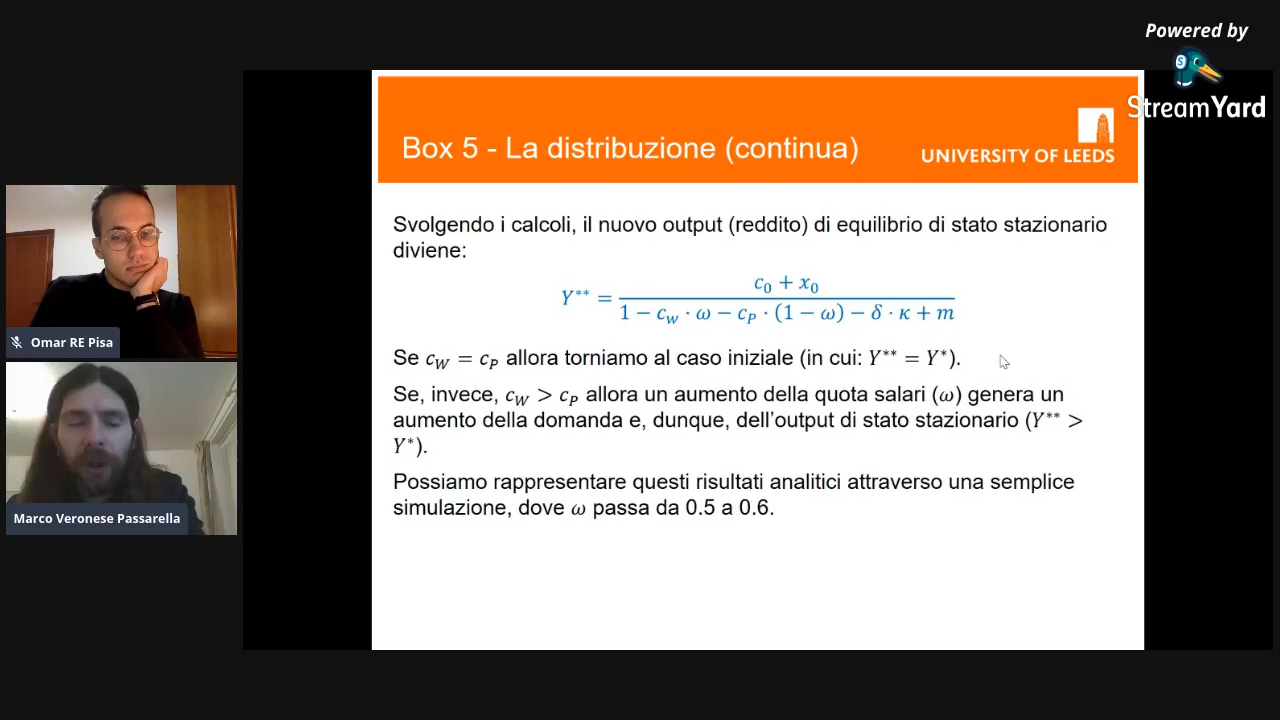 Powered by
StreamYard
Box 5 - La distribuzione (continua)
UNIVERSITY OF LEEDS
Svolgendo i calcoli, il nuovo output (reddito) di equilibrio di stato stazionario
diviene:
Y** = (c₀ + x₀) / (1 − c_W · ω − c_P · (1 − ω) − δ · κ + m)
Se c_W = c_P allora torniamo al caso iniziale (in cui: Y** = Y*).
Se, invece, c_W > c_P allora un aumento della quota salari (ω) genera un
aumento della domanda e, dunque, dell'output di stato stazionario (Y** >
Y*).
Possiamo rappresentare questi risultati analitici attraverso una semplice
simulazione, dove ω passa da 0.5 a 0.6.
Omar RE Pisa
Marco Veronese Passarella